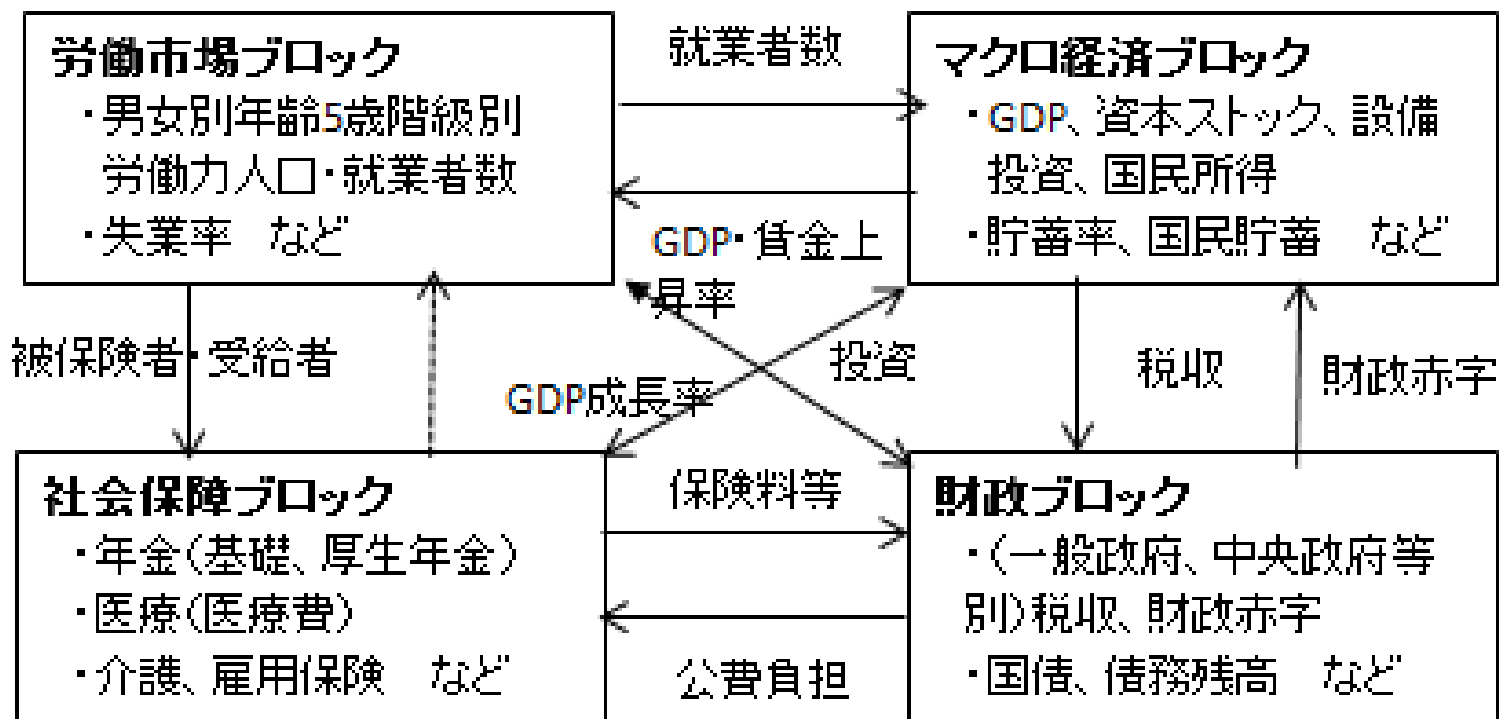 労働市場ブロック
・男女別年齢5歳階級別
労働力人口・就業者数
・失業率　など
就業者数
マクロ経済ブロック
・GDP、資本ストック、設備
投資、国民所得
・貯蓄率、国民貯蓄　など
GDP・賃金上
昇率
被保険者・受給者
GDP成長率
投資
税収
財政赤字
社会保障ブロック
・年金(基礎、厚生年金)
・医療(医療費)
・介護、雇用保険　など
保険料等
公費負担
財政ブロック
・(一般政府、中央政府等
別)税収、財政赤字
・国債、債務残高　など